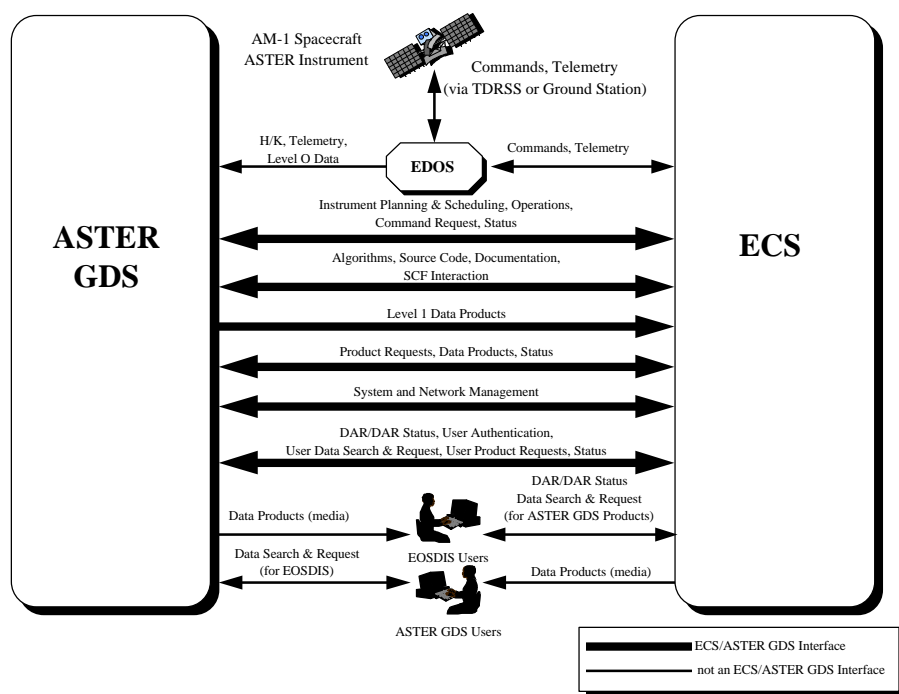 AM-1 Spacecraft
ASTER Instrument
Commands, Telemetry
(via TDRSS or Ground Station)
H/K, Telemetry,
Level O Data
EDOS
Commands, Telemetry
Instrument Planning & Scheduling, Operations,
Command Request, Status
ASTER
GDS
ECS
Algorithms, Source Code, Documentation,
SCF Interaction
Level 1 Data Products
Product Requests, Data Products, Status
System and Network Management
DAR/DAR Status, User Authentication,
User Data Search & Request, User Product Requests, Status
DAR/DAR Status
Data Search & Request
(for ASTER GDS Products)
Data Products (media)
EOSDIS Users
Data Search & Request
(for EOSDIS)
Data Products (media)
ASTER GDS Users
ECS/ASTER GDS Interface
not an ECS/ASTER GDS Interface